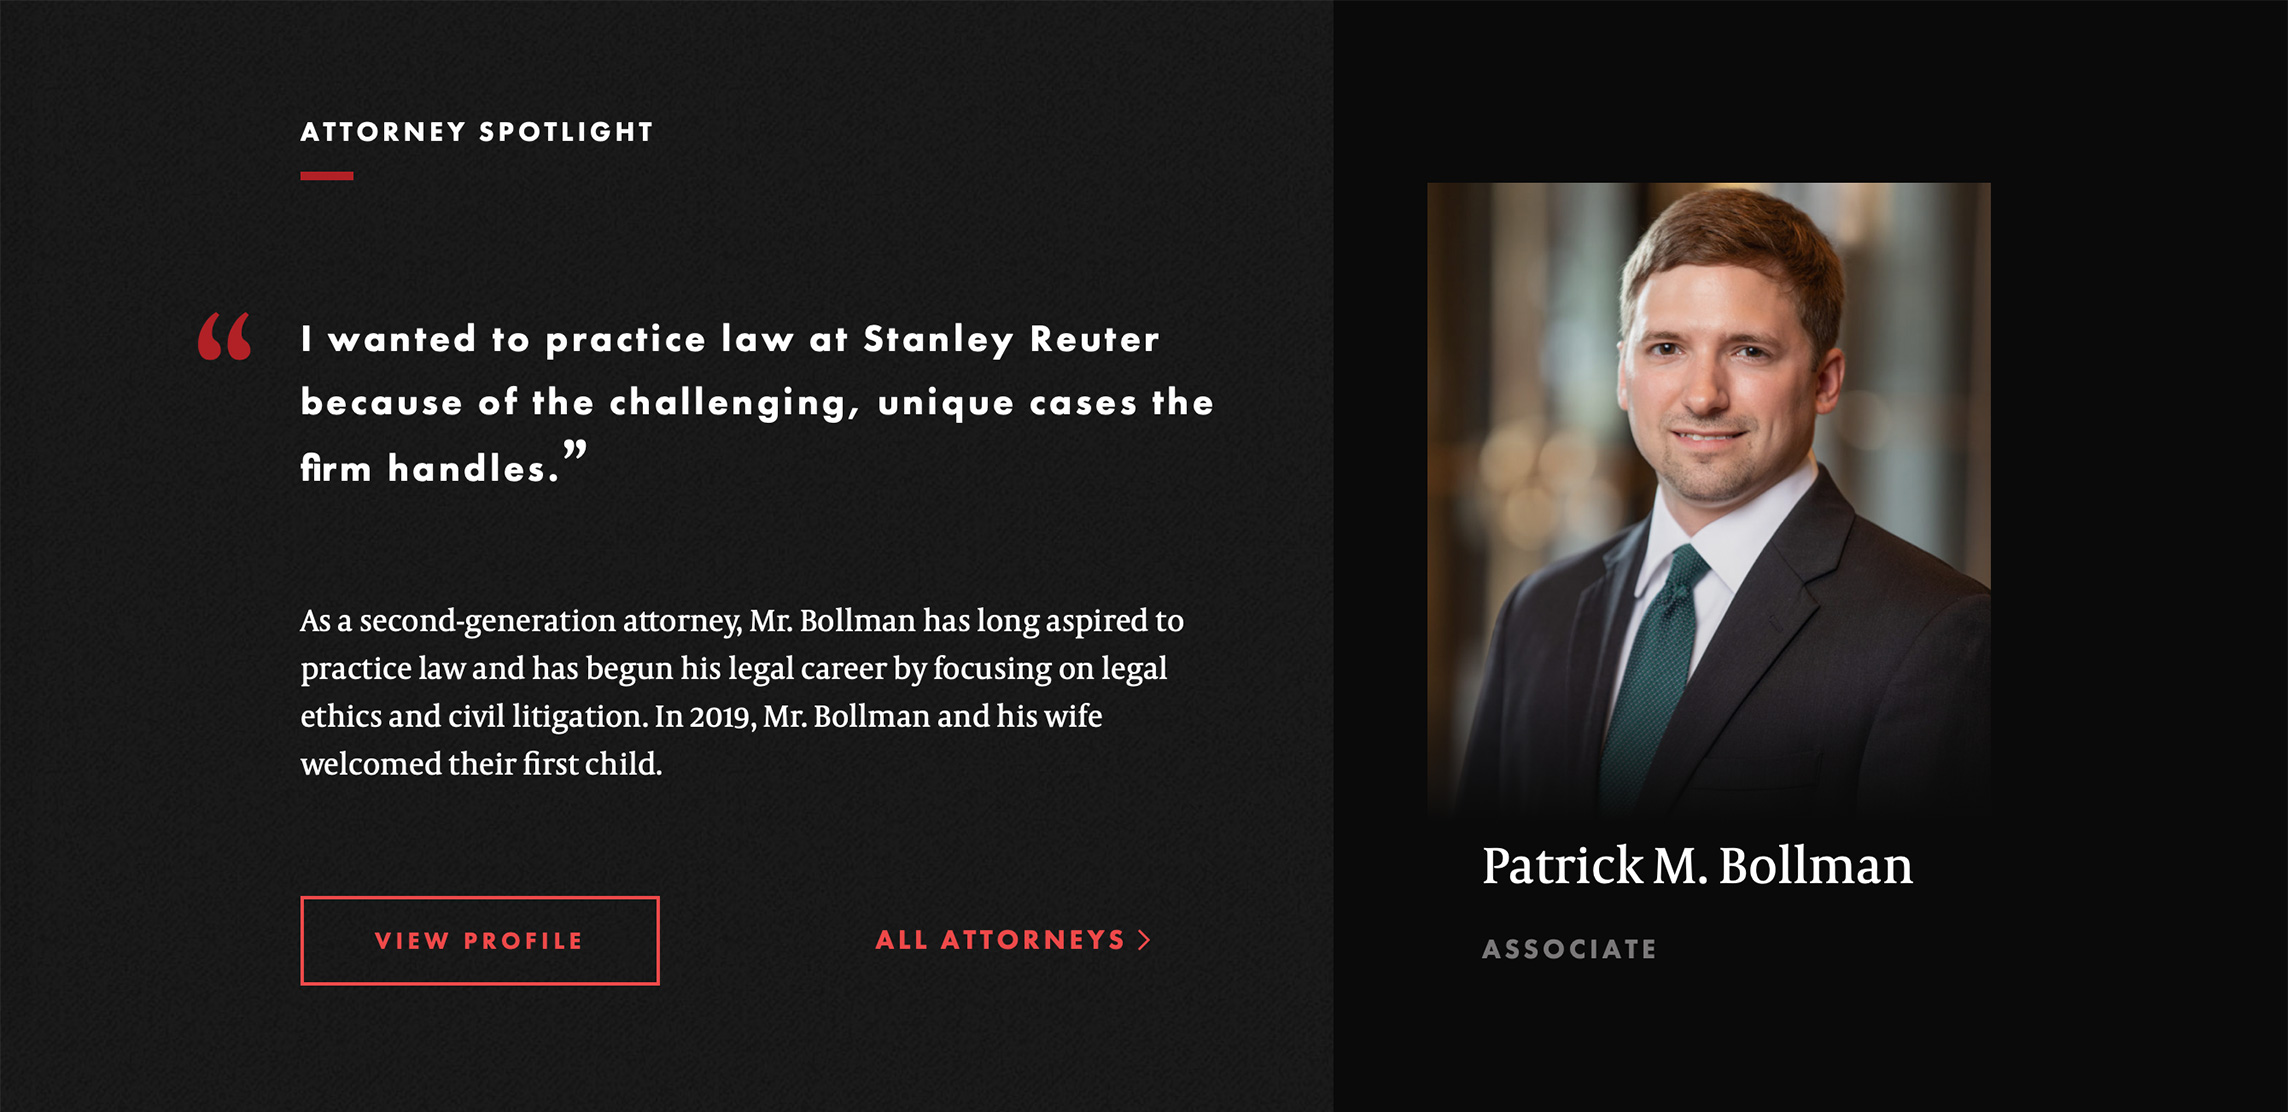 ATTORNEY SPOTLIGHT
“ I wanted to practice law at Stanley Reuter
because of the challenging, unique cases the
firm handles.”
As a second-generation attorney, Mr. Bollman has long aspired to
practice law and has begun his legal career by focusing on legal
ethics and civil litigation. In 2019, Mr. Bollman and his wife
welcomed their first child.
VIEW PROFILE
ALL ATTORNEYS >
Patrick M. Bollman
ASSOCIATE